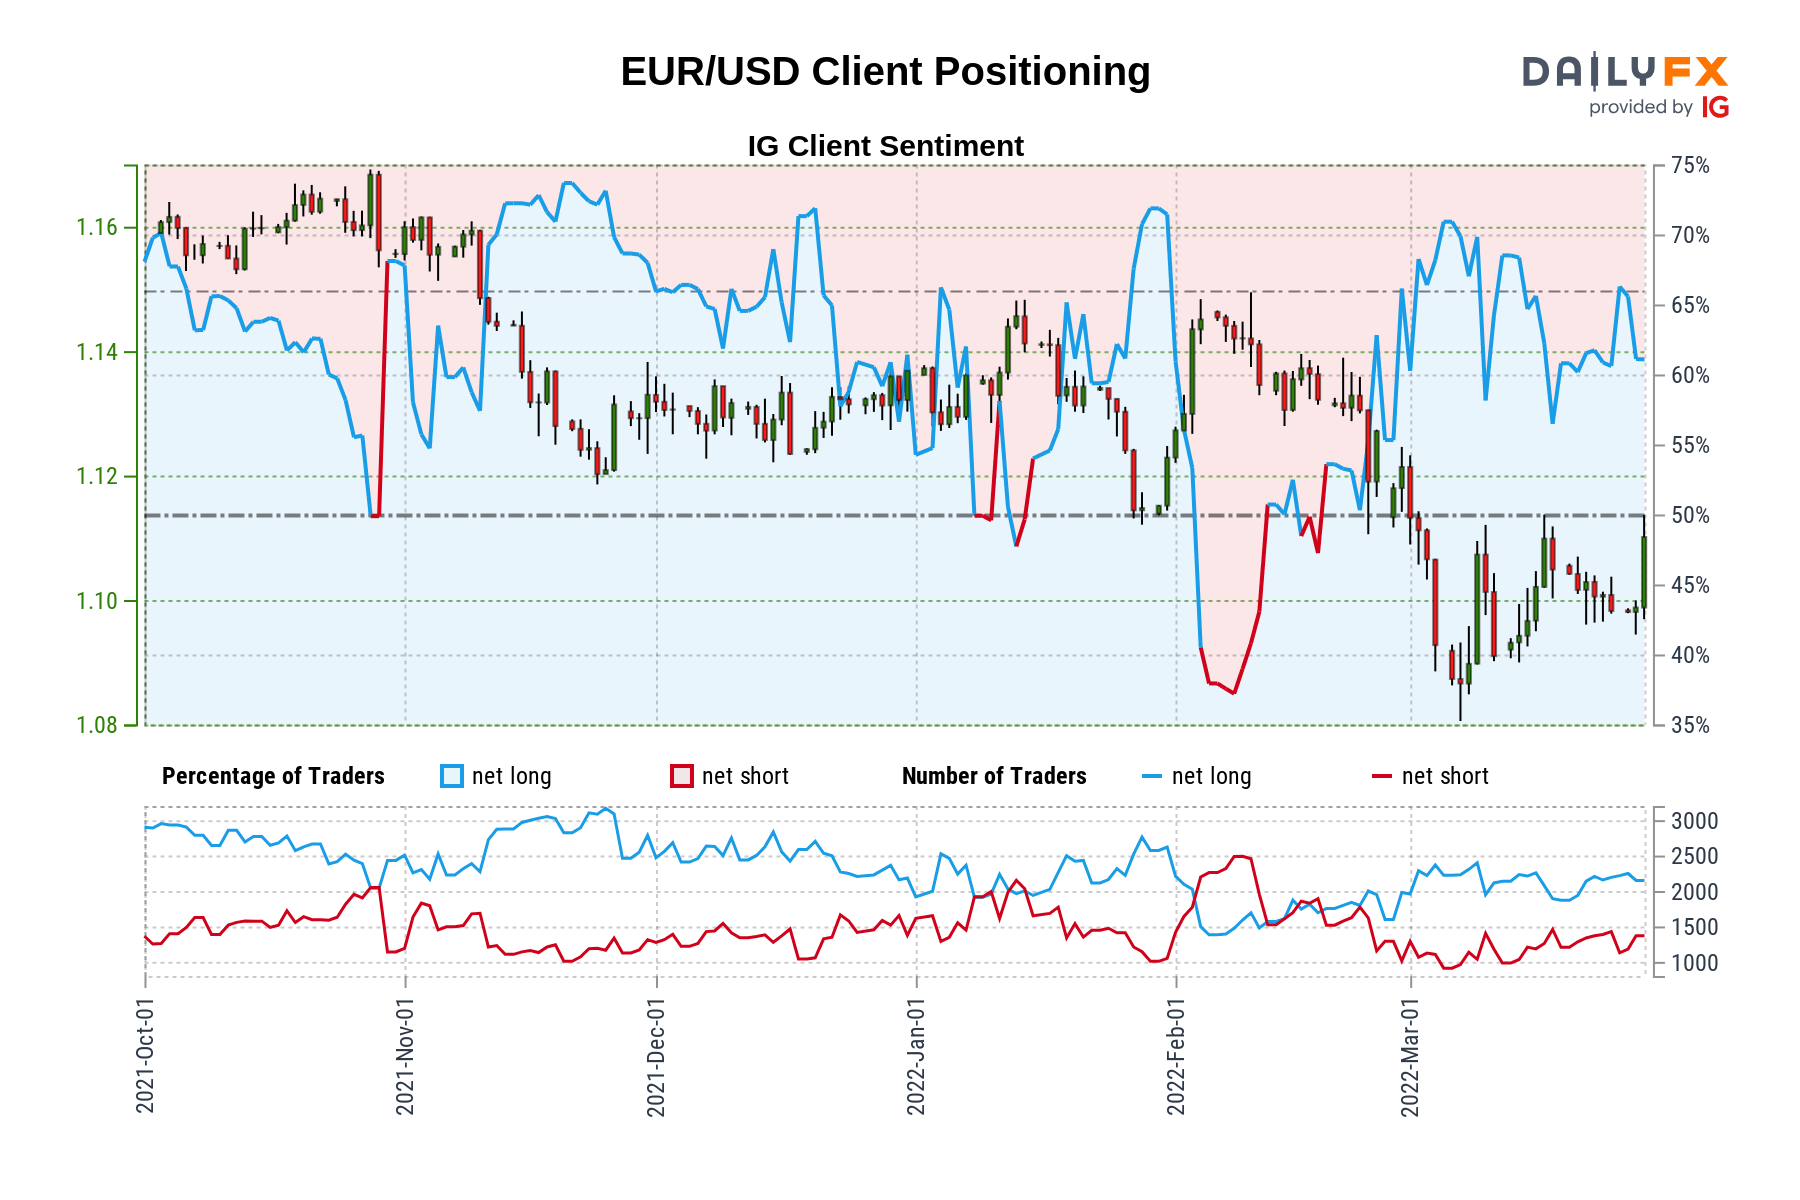 EUR/USD Client Positioning
DAILYFX
provided by IG
IG Client Sentiment
1.16
1.14
1.12
1.10
1.08
75%
70%
65%
60%
55%
50%
45%
40%
35%
Percentage of Traders net long net short Number of Traders net long net short
3000
2500
2000
1500
1000
2021-Oct-01
2021-Nov-01
2021-Dec-01
2022-Jan-01
2022-Feb-01
2022-Mar-01